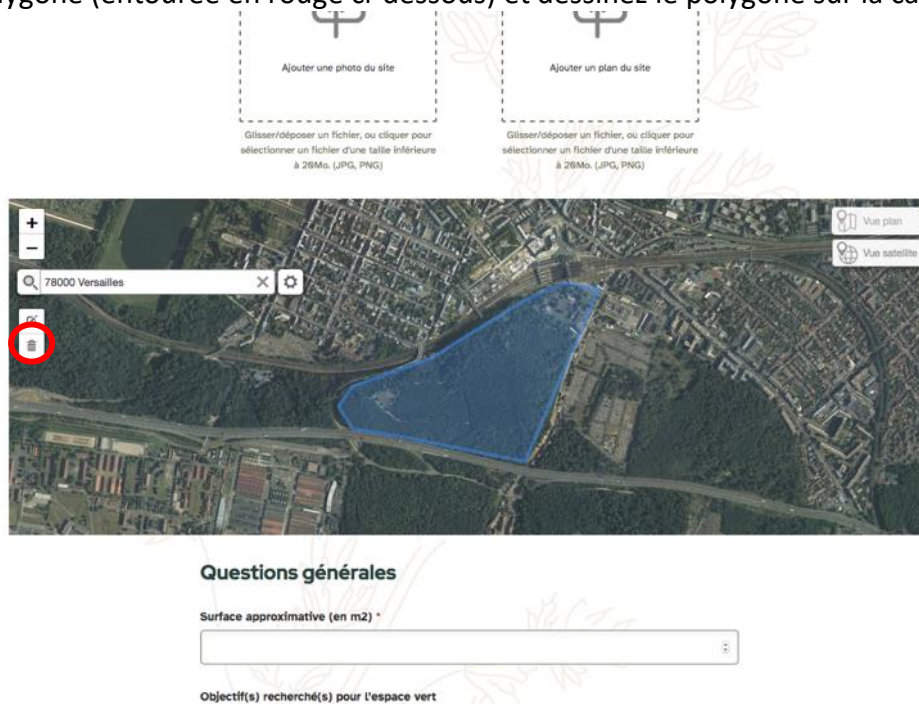 lygone (entourée en rouge ci-dessous) et dessinez le polygone sur la ca
Ajouter une photo du site
Ajouter un plan du site
Glisser/déposer un fichier, ou cliquer pour
sélectionner un fichier d'une taille inférieure
à 20Mo. (JPG, PNG)
Glisser/déposer un fichier, ou cliquer pour
sélectionner un fichier d'une taille inférieure
à 20Mo. (JPG, PNG)
+
−
Vue plan
Vue satellite
78000 Versailles
Questions générales
Surface approximative (en m2) *
Objectif(s) recherché(s) pour l'espace vert